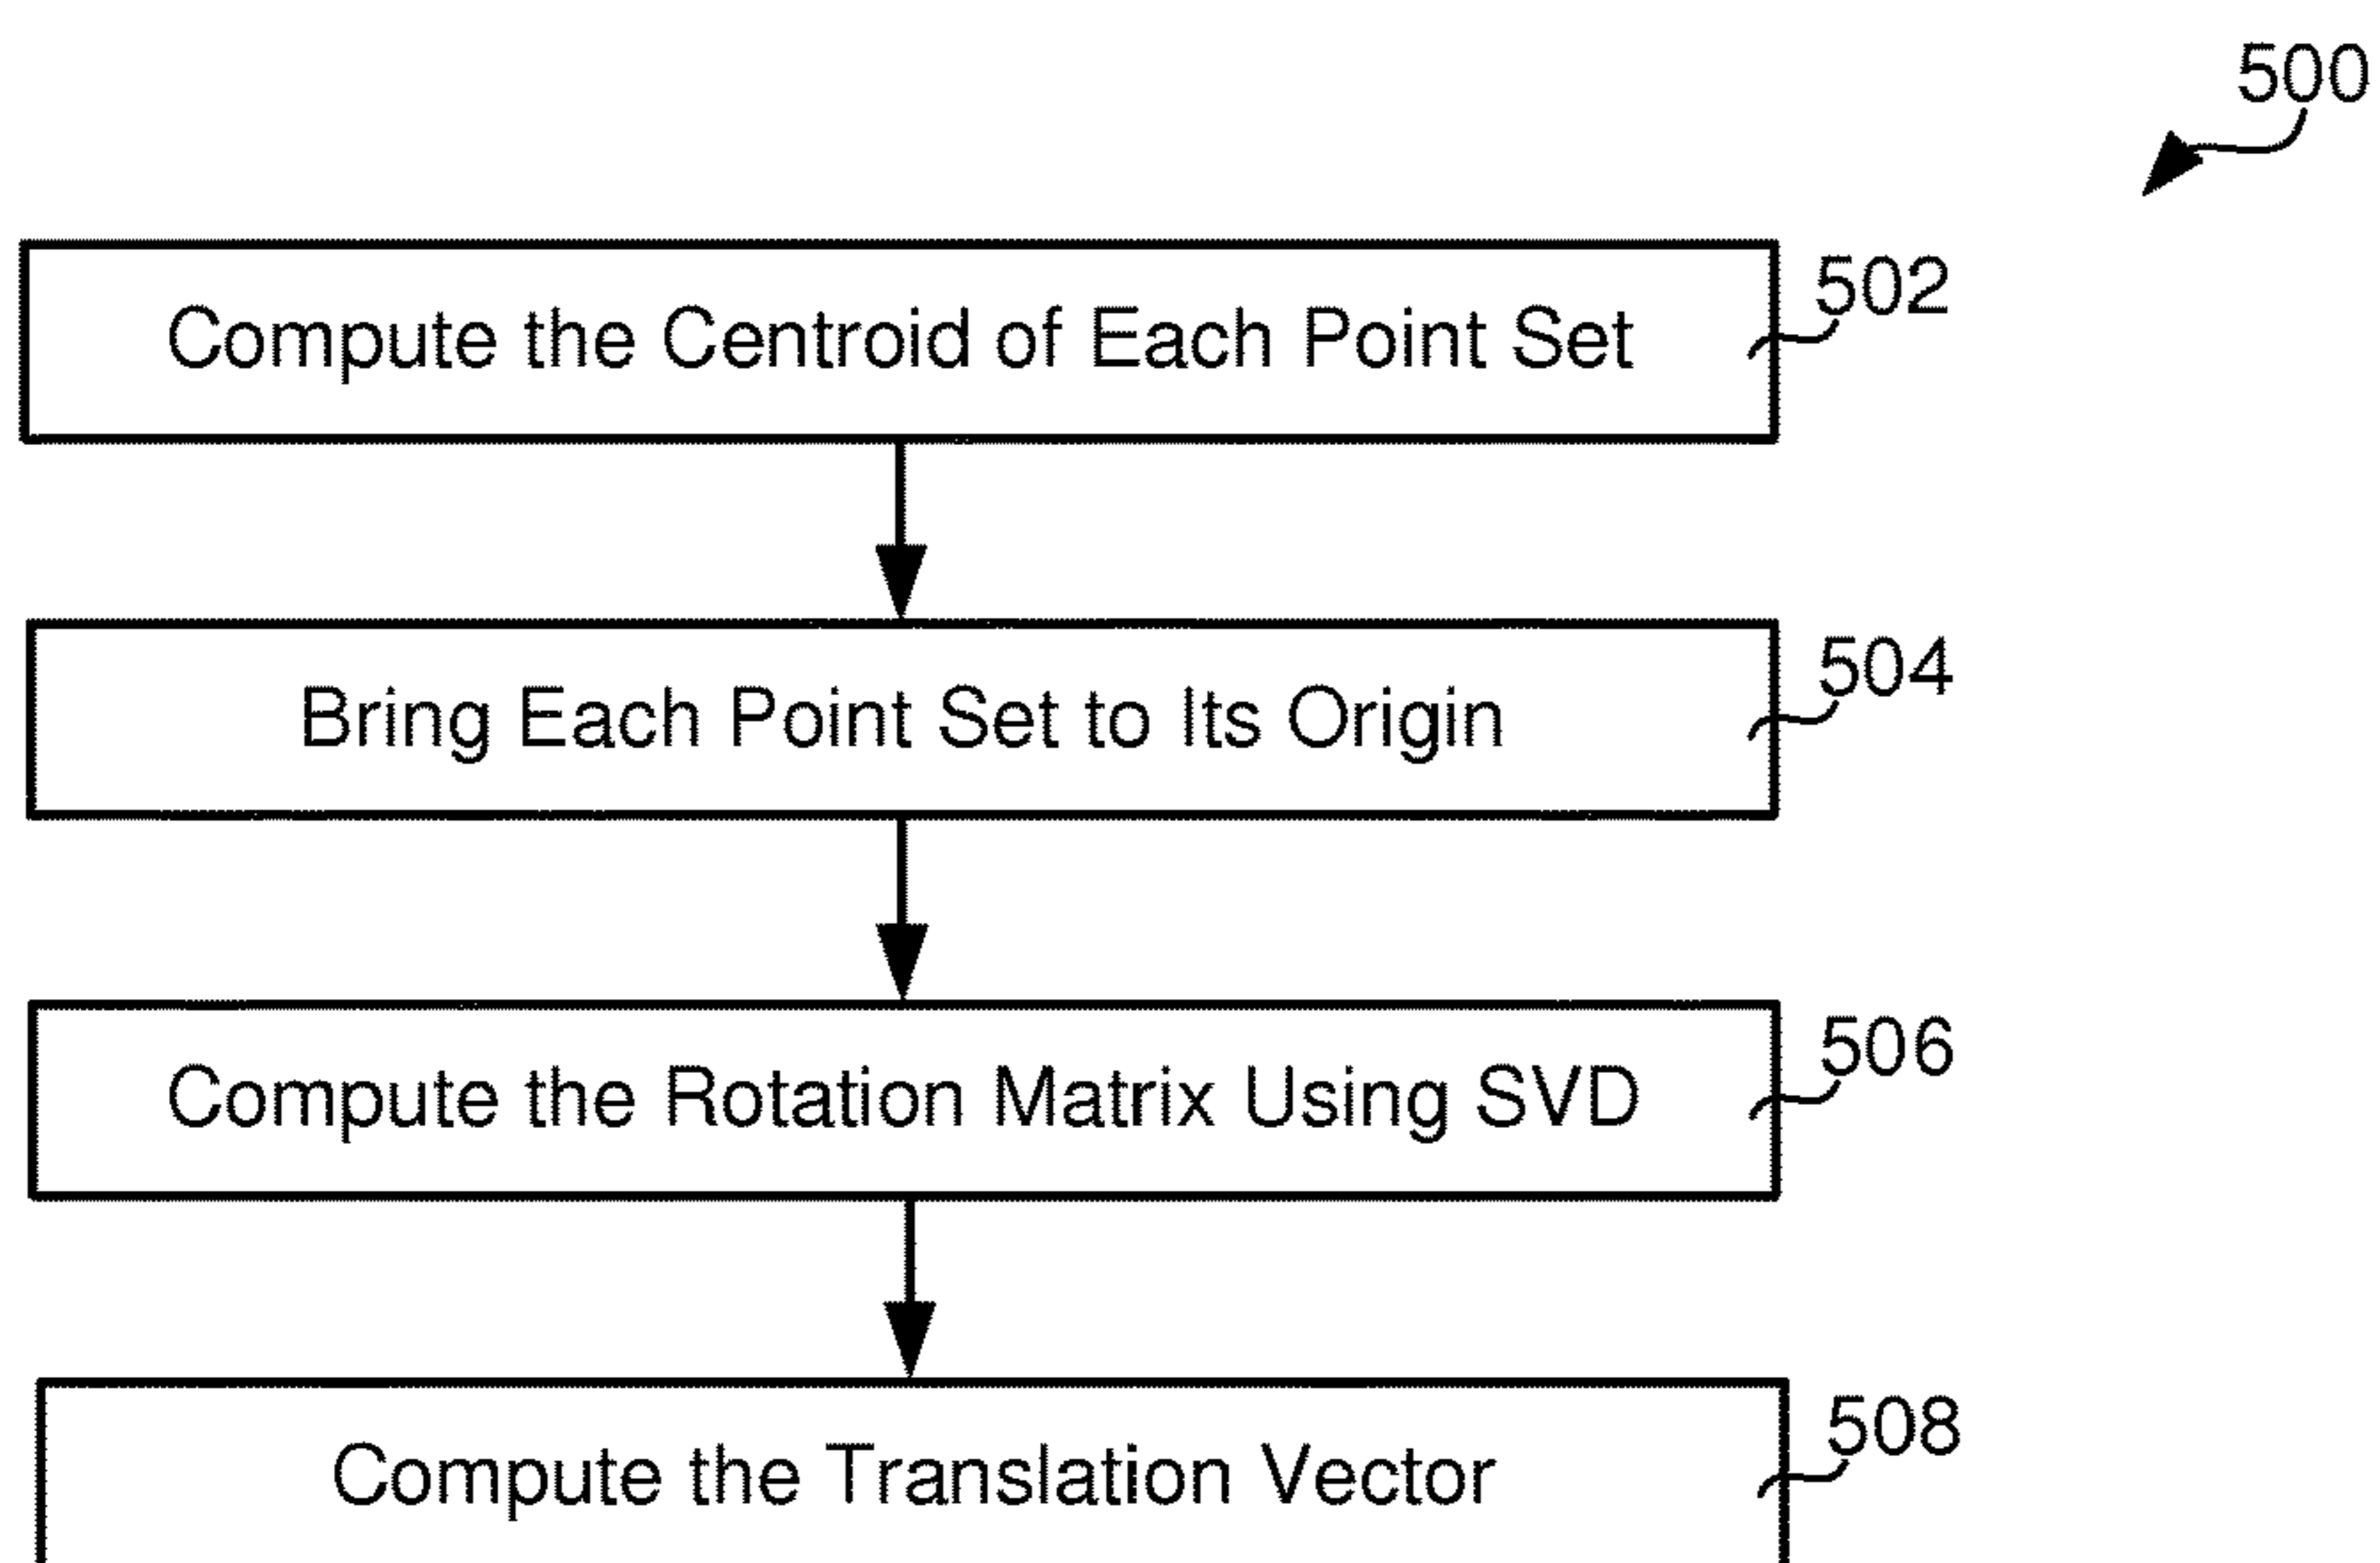 500
Compute the Centroid of Each Point Set
502
Bring Each Point Set to Its Origin
504
Compute the Rotation Matrix Using SVD
506
Compute the Translation Vector
508